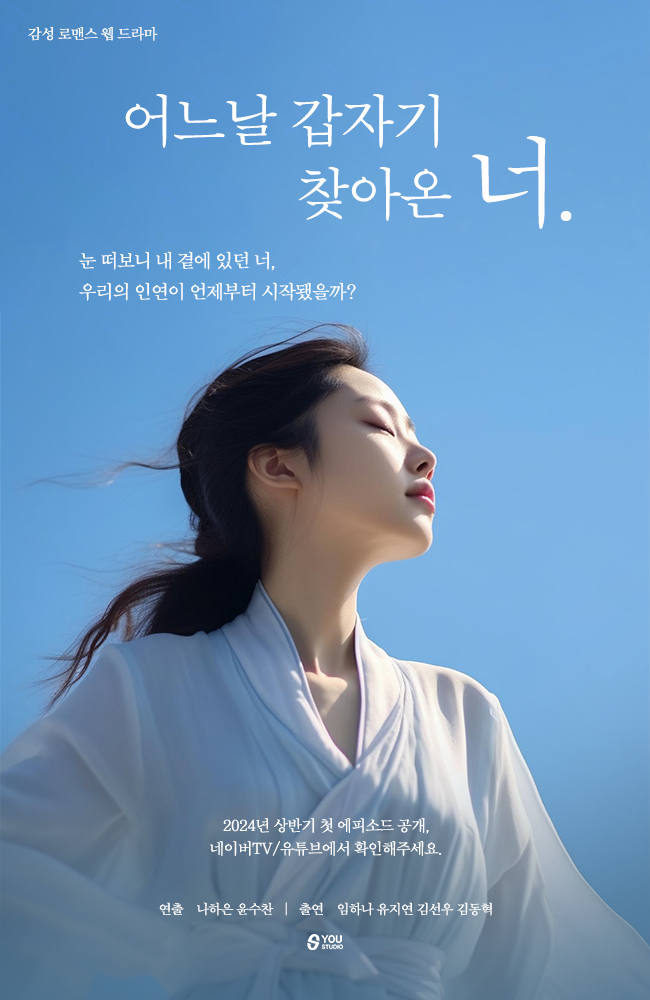 감성 로맨스 웹 드라마
어느날 갑자기
찾아온 너.
눈 떠보니 내 곁에 있던 너,
우리의 인연이 언제부터 시작됐을까?
2024년 상반기 첫 에피소드 공개,
네이버TV/유튜브에서 확인해주세요.
연출 나하은 윤수찬 | 출연 임하나 유지연 김선우 김동혁
YOU
STUDIO